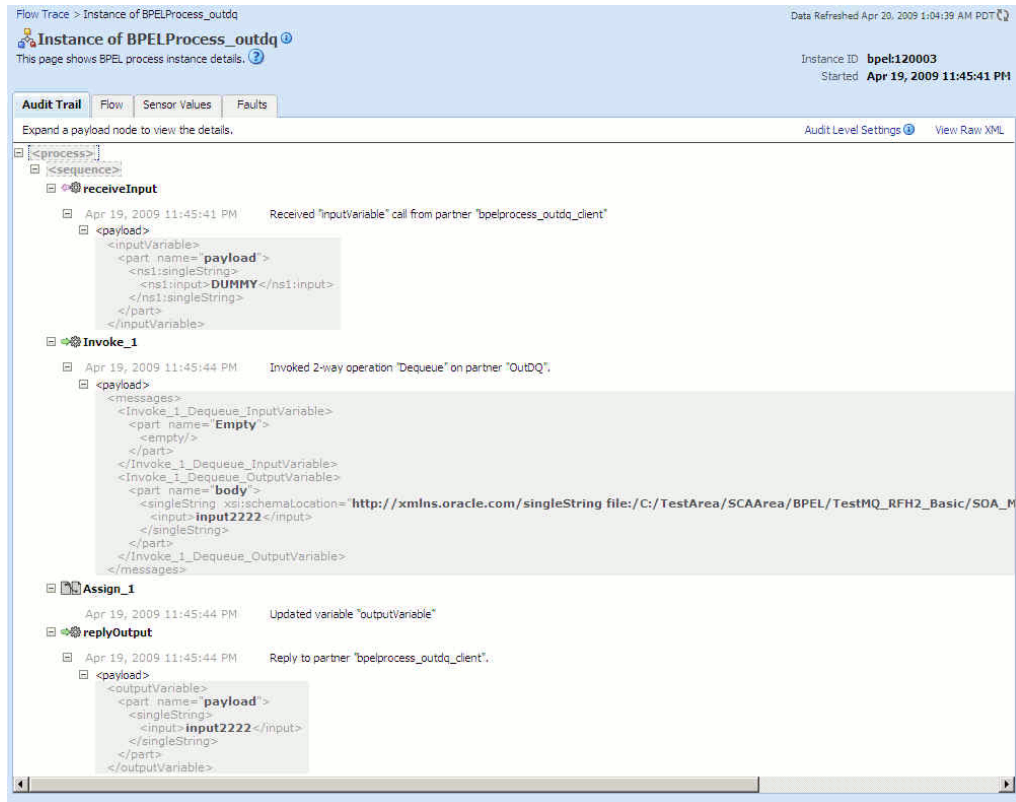 Flow Trace > Instance of BPELProcess_outdq
Data Refreshed Apr 20, 2009 1:04:39 AM PDT
Instance of BPELProcess_outdq
This page shows BPEL process instance details.
Instance ID bpel:120003
Started Apr 19, 2009 11:45:41 PM
Audit Trail Flow Sensor Values Faults
Expand a payload node to view the details.
Audit Level Settings View Raw XML
<process>
<sequence>
receiveInput
Apr 19, 2009 11:45:41 PM Received "inputVariable" call from partner "bpelprocess_outdq_client"
<payload>
<inputVariable>
<part name="payload">
<ns1:singleString>
<ns1:input>DUMMY</ns1:input>
</ns1:singleString>
</part>
</inputVariable>
Invoke_1
Apr 19, 2009 11:45:44 PM Invoked 2-way operation "Dequeue" on partner "OutDQ".
<payload>
<messages>
<Invoke_1_Dequeue_InputVariable>
<part name="Empty">
<empty/>
</part>
</Invoke_1_Dequeue_InputVariable>
<Invoke_1_Dequeue_OutputVariable>
<part name="body">
<singleString xsi:schemaLocation="http://xmlns.oracle.com/singleString file:/C:/TestArea/SCAArea/BPEL/TestMQ_RFH2_Basic/SOA_M
<input>input2222</input>
</singleString>
</part>
</Invoke_1_Dequeue_OutputVariable>
</messages>
Assign_1
Apr 19, 2009 11:45:44 PM Updated variable "outputVariable"
replyOutput
Apr 19, 2009 11:45:44 PM Reply to partner "bpelprocess_outdq_client".
<payload>
<outputVariable>
<part name="payload">
<singleString>
<input>input2222</input>
</singleString>
</part>
</outputVariable>